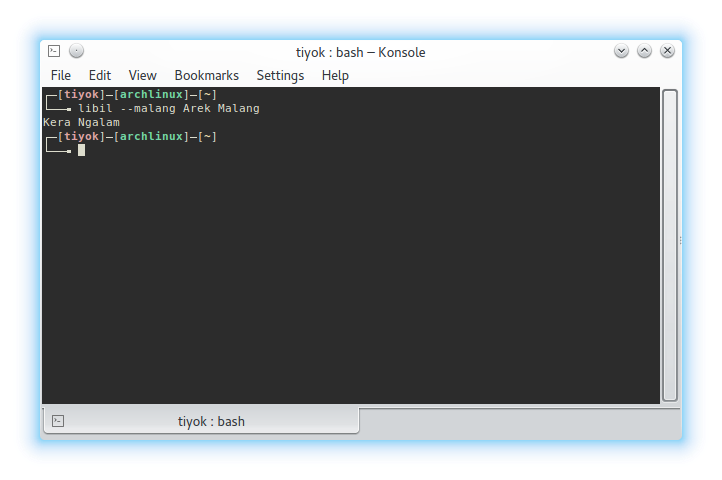 tiyok : bash – Konsole
File Edit View Bookmarks Settings Help
┌─[tiyok]─[archlinux]─[~]
└──╼ libil --malang Arek Malang
Kera Ngalam
┌─[tiyok]─[archlinux]─[~]
└──╼
tiyok : bash